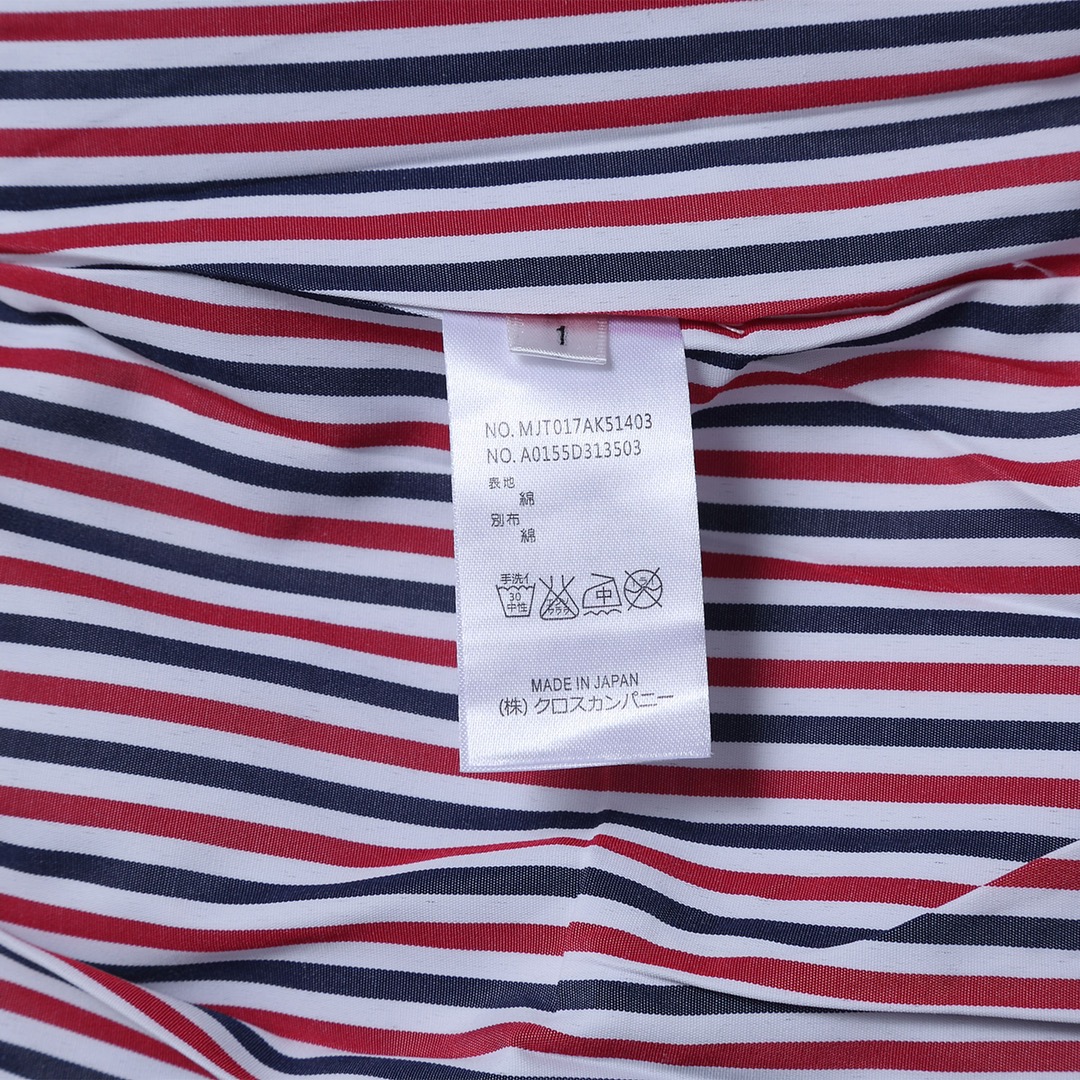 1
NO. MJT017AK51403
NO. A0155D313503
表地
綿
別布
綿
手洗イ
30
中性
中
MADE IN JAPAN
(株) クロスカンパニー